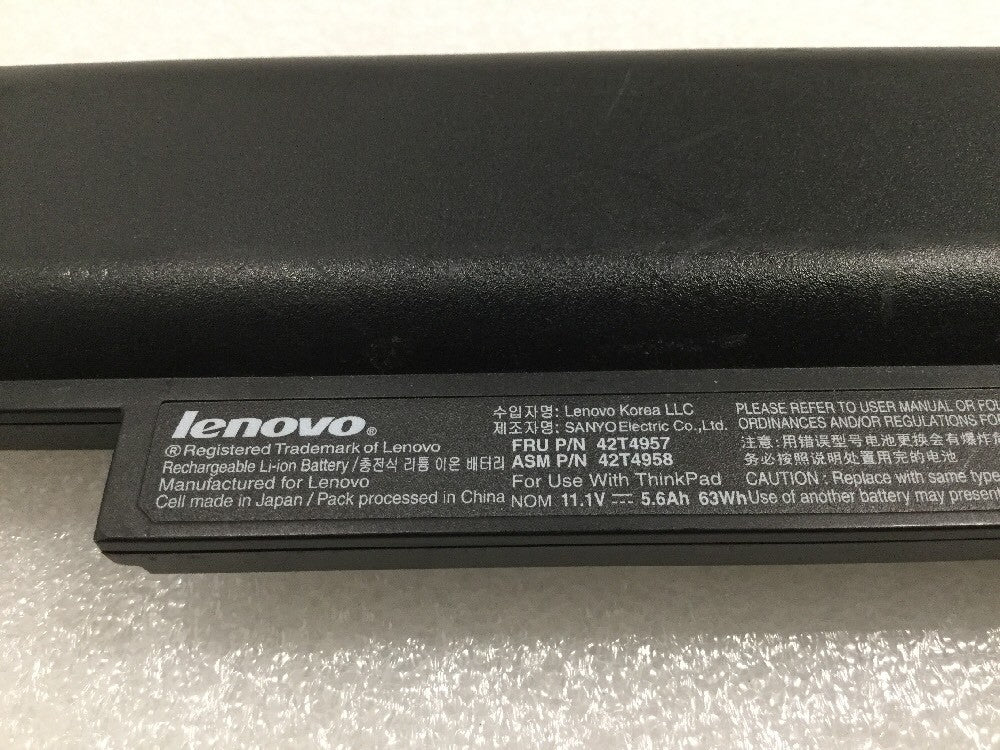 lenovo®
® Registered Trademark of Lenovo
Rechargeable Li-ion Battery / 충전식 리튬 이온 배터리
Manufactured for Lenovo
Cell made in Japan / Pack processed in China
수입자명: Lenovo Korea LLC
제조자명: SANYO Electric Co.,Ltd.
FRU P/N 42T4957
ASM P/N 42T4958
For Use With ThinkPad
NOM 11.1V ⎓ 5.6Ah 63Wh
PLEASE REFER TO USER MANUAL OR
ORDINANCES AND/OR REGULATIONS
注意: 用错误型号电池更换会有爆炸
务必按照说明处置用完的电池
CAUTION : Replace with same type
Use of another battery may present